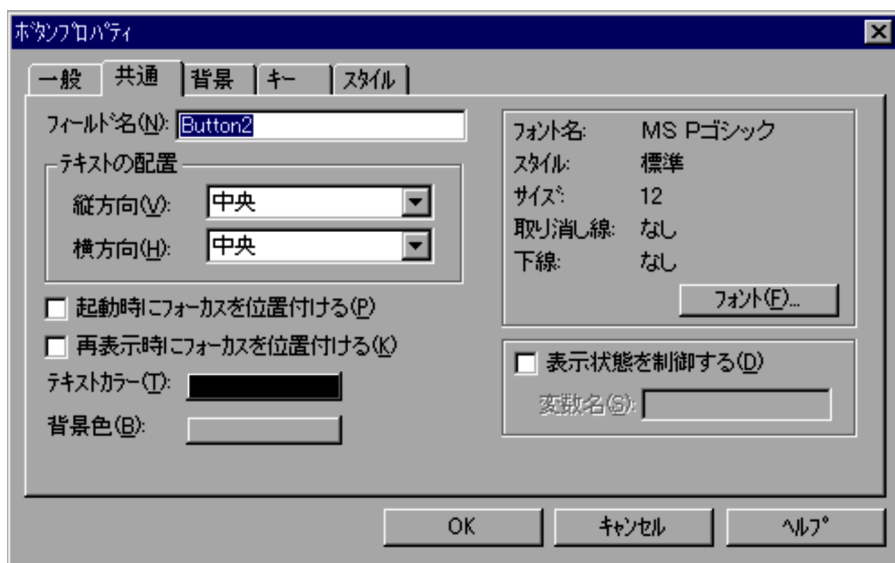 ﾎﾞﾀﾝﾌﾟﾛﾊﾟﾃｨ
一般 共通 背景 ｷｰ ｽﾀｲﾙ
ﾌｨｰﾙﾄﾞ名(N): Button2
テキストの配置
縦方向(V): 中央
横方向(H): 中央
起動時にﾌｫｰｶｽを位置付ける(P)
再表示時にﾌｫｰｶｽを位置付ける(K)
ﾃｷｽﾄｶﾗｰ(T):
背景色(B):
ﾌｫﾝﾄ名: MS Pゴシック
ｽﾀｲﾙ: 標準
ｻｲｽﾞ: 12
取り消し線: なし
下線: なし
ﾌｫﾝﾄ(F)...
表示状態を制御する(D)
変数名(S):
OK ｷｬﾝｾﾙ ﾍﾙﾌﾟ